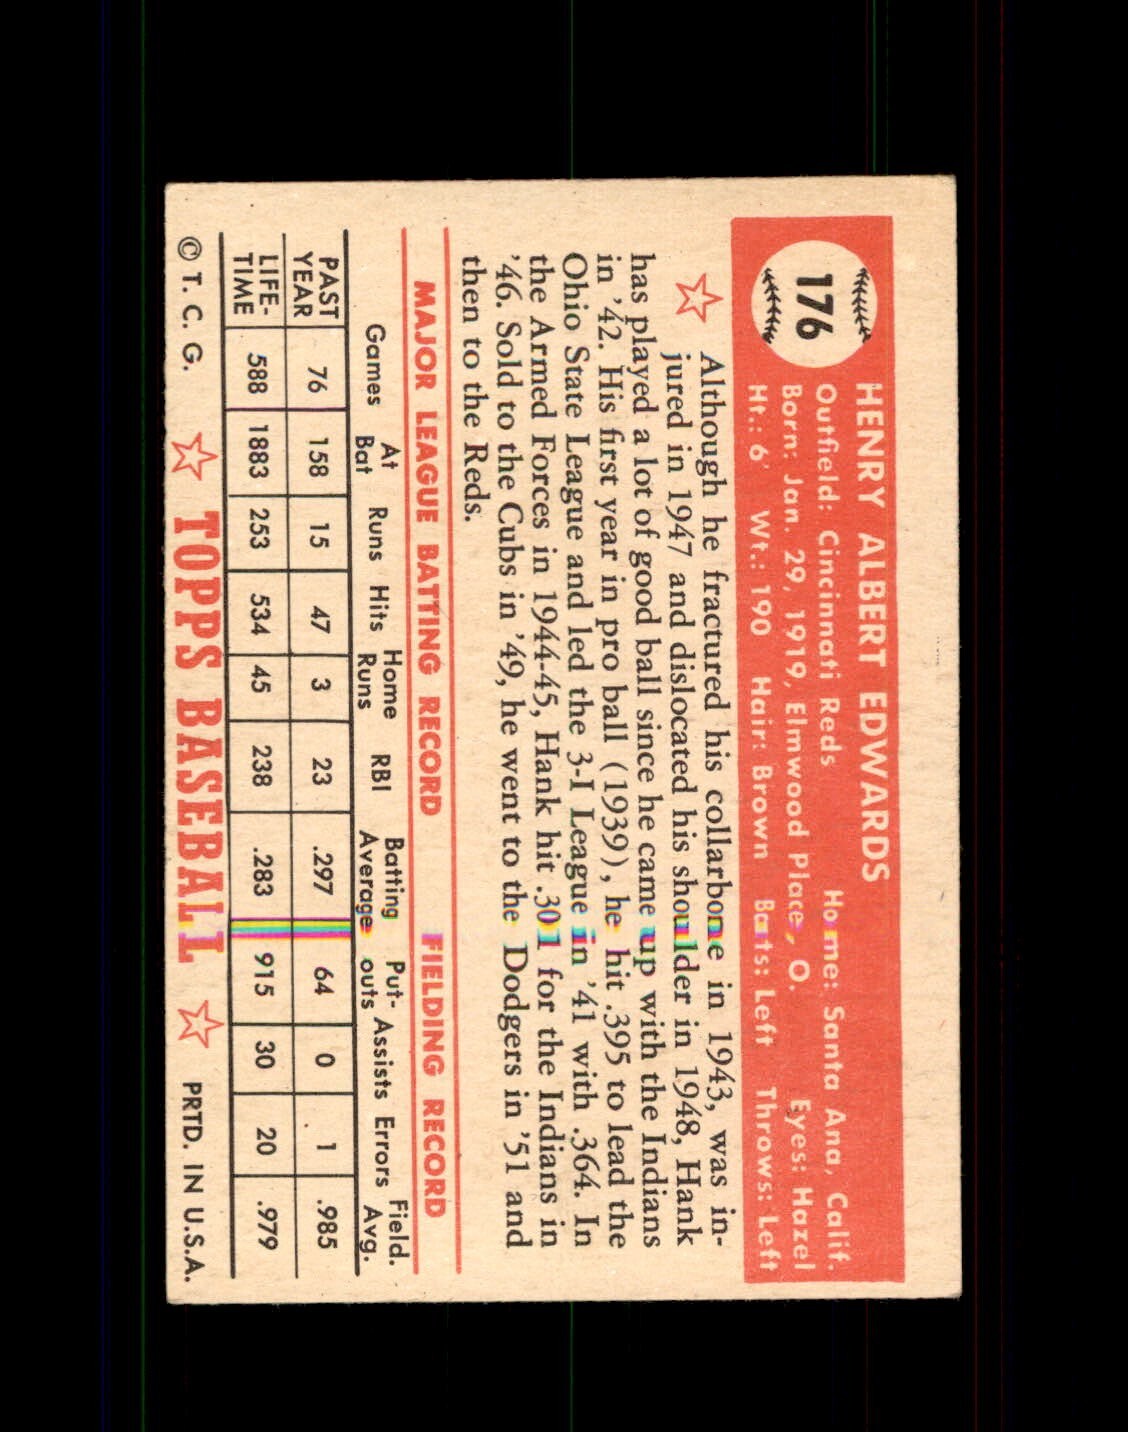 176
HENRY ALBERT EDWARDS
Outfield: Cincinnati Reds Home: Santa Ana, Calif.
Born: Jan. 29, 1919, Elmwood Place, O. Eyes: Hazel
Ht.: 6' Wt.: 190 Hair: Brown Bats: Left Throws: Left
Although he fractured his collarbone in 1943, was in-
jured in 1947 and dislocated his shoulder in 1948, Hank
has played a lot of good ball since he came up with the Indians
in '42. His first year in pro ball (1939), he hit .395 to lead the
Ohio State League and led the 3-I League in '41 with .364. In
the Armed Forces in 1944-45, Hank hit .301 for the Indians in
'46. Sold to the Cubs in '49, he went to the Dodgers in '51 and
then to the Reds.
MAJOR LEAGUE BATTING RECORD FIELDING RECORD
Games At Bat Runs Hits Home Runs RBI Batting Average Put-outs Assists Errors Field. Avg.
PAST YEAR 76 158 15 47 3 23 .297 64 0 1 .985
LIFE-TIME 588 1883 253 534 45 238 .283 915 30 20 .979
© T. C. G. TOPPS BASEBALL PRTD. IN U.S.A.